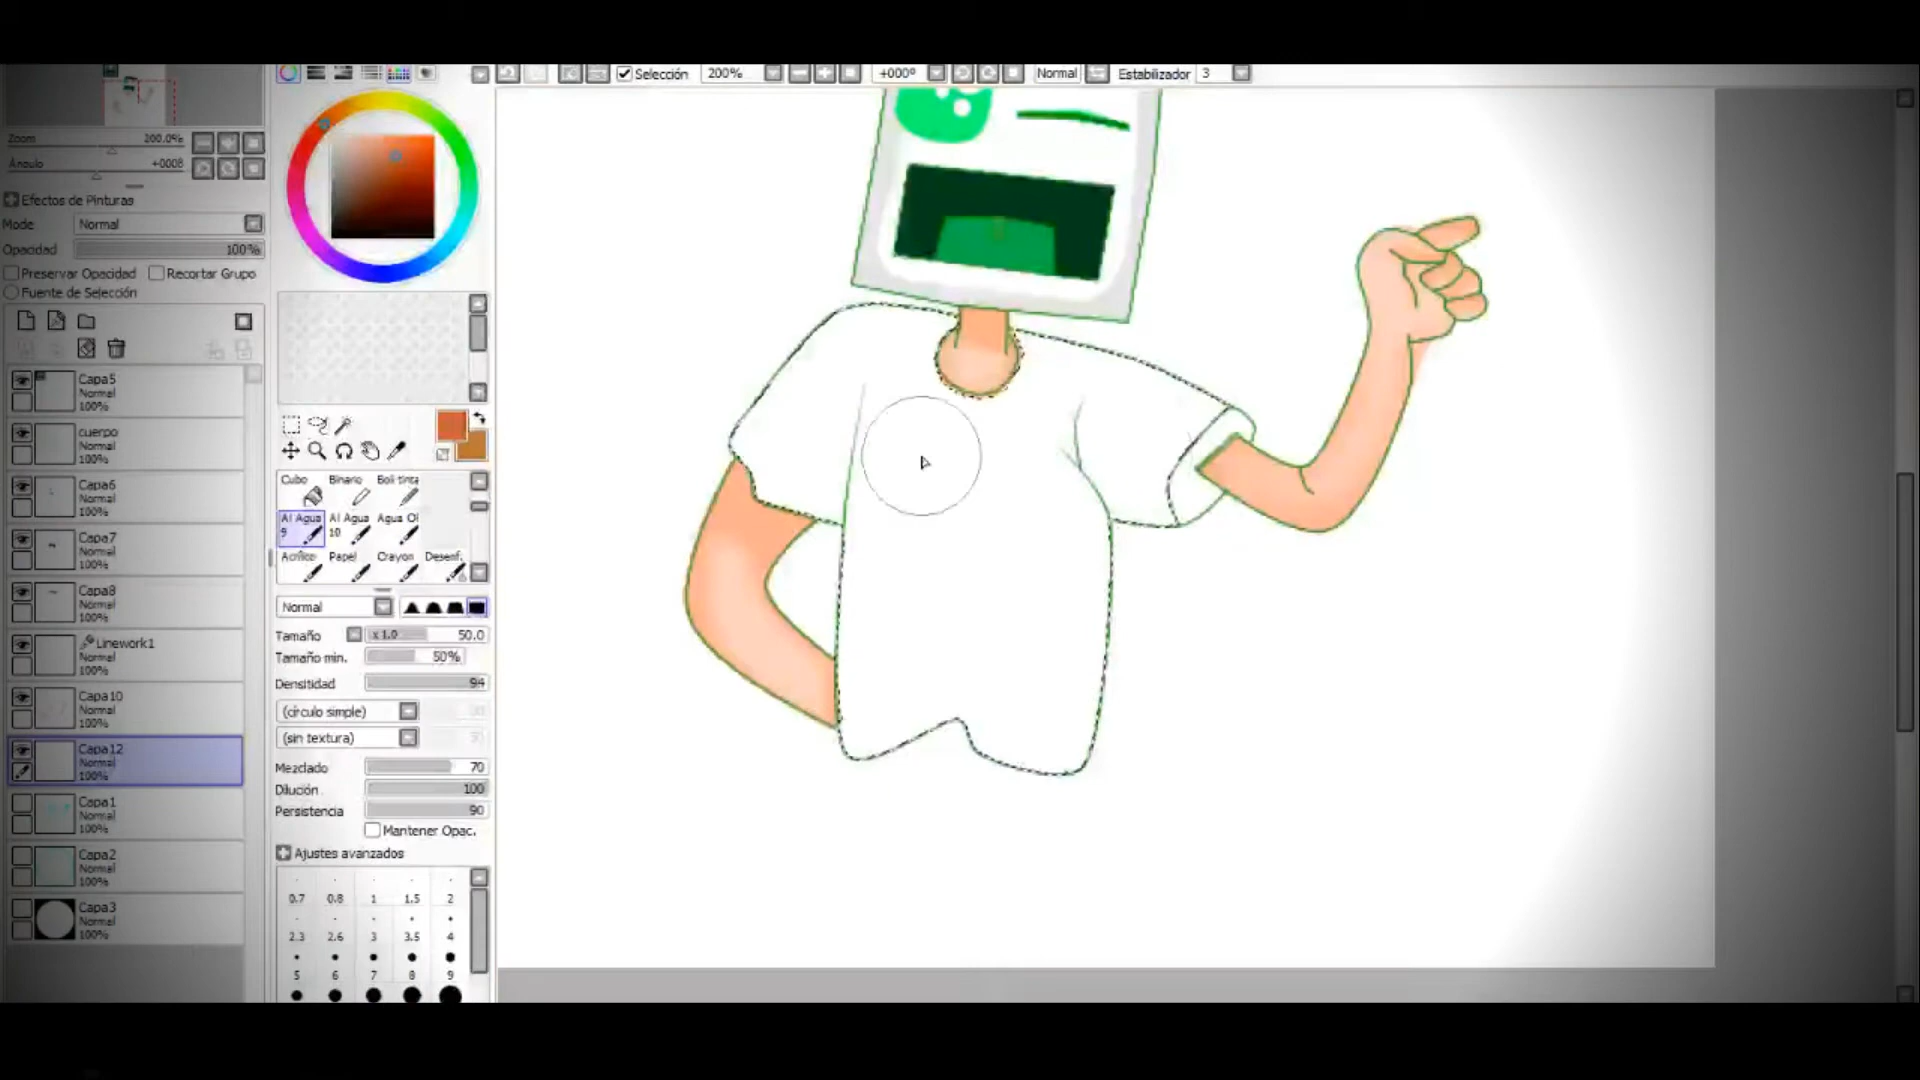 Selección 200% +000º Normal Estabilizador 3
Zoom 200.0%
Ángulo +0008
Efectos de Pinturas
Mode Normal
Opacidad 100%
Preservar Opacidad Recortar Grupo
Fuente de Selección
Capa5
Normal
100%
cuerpo
Normal
100%
Capa6
Normal
100%
Capa7
Normal
100%
Capa8
Normal
100%
Linework1
Normal
100%
Capa10
Normal
100%
Capa12
Normal
100%
Capa1
Normal
100%
Capa2
Normal
100%
Capa3
Normal
100%
Cubo Binario Boli tinta
Al Agua 9 Al Agua 10 Agua Ol
Acrílico Papel Crayon Desenf.
Normal
Tamaño x 1.0 50.0
Tamaño min. 50%
Densitidad 94
(círculo simple)
(sin textura)
Mezclado 70
Dilución 100
Persistencia 90
Mantener Opac.
Ajustes avanzados
0.7 0.8 1 1.5 2
2.3 2.6 3 3.5 4
5 6 7 8 9